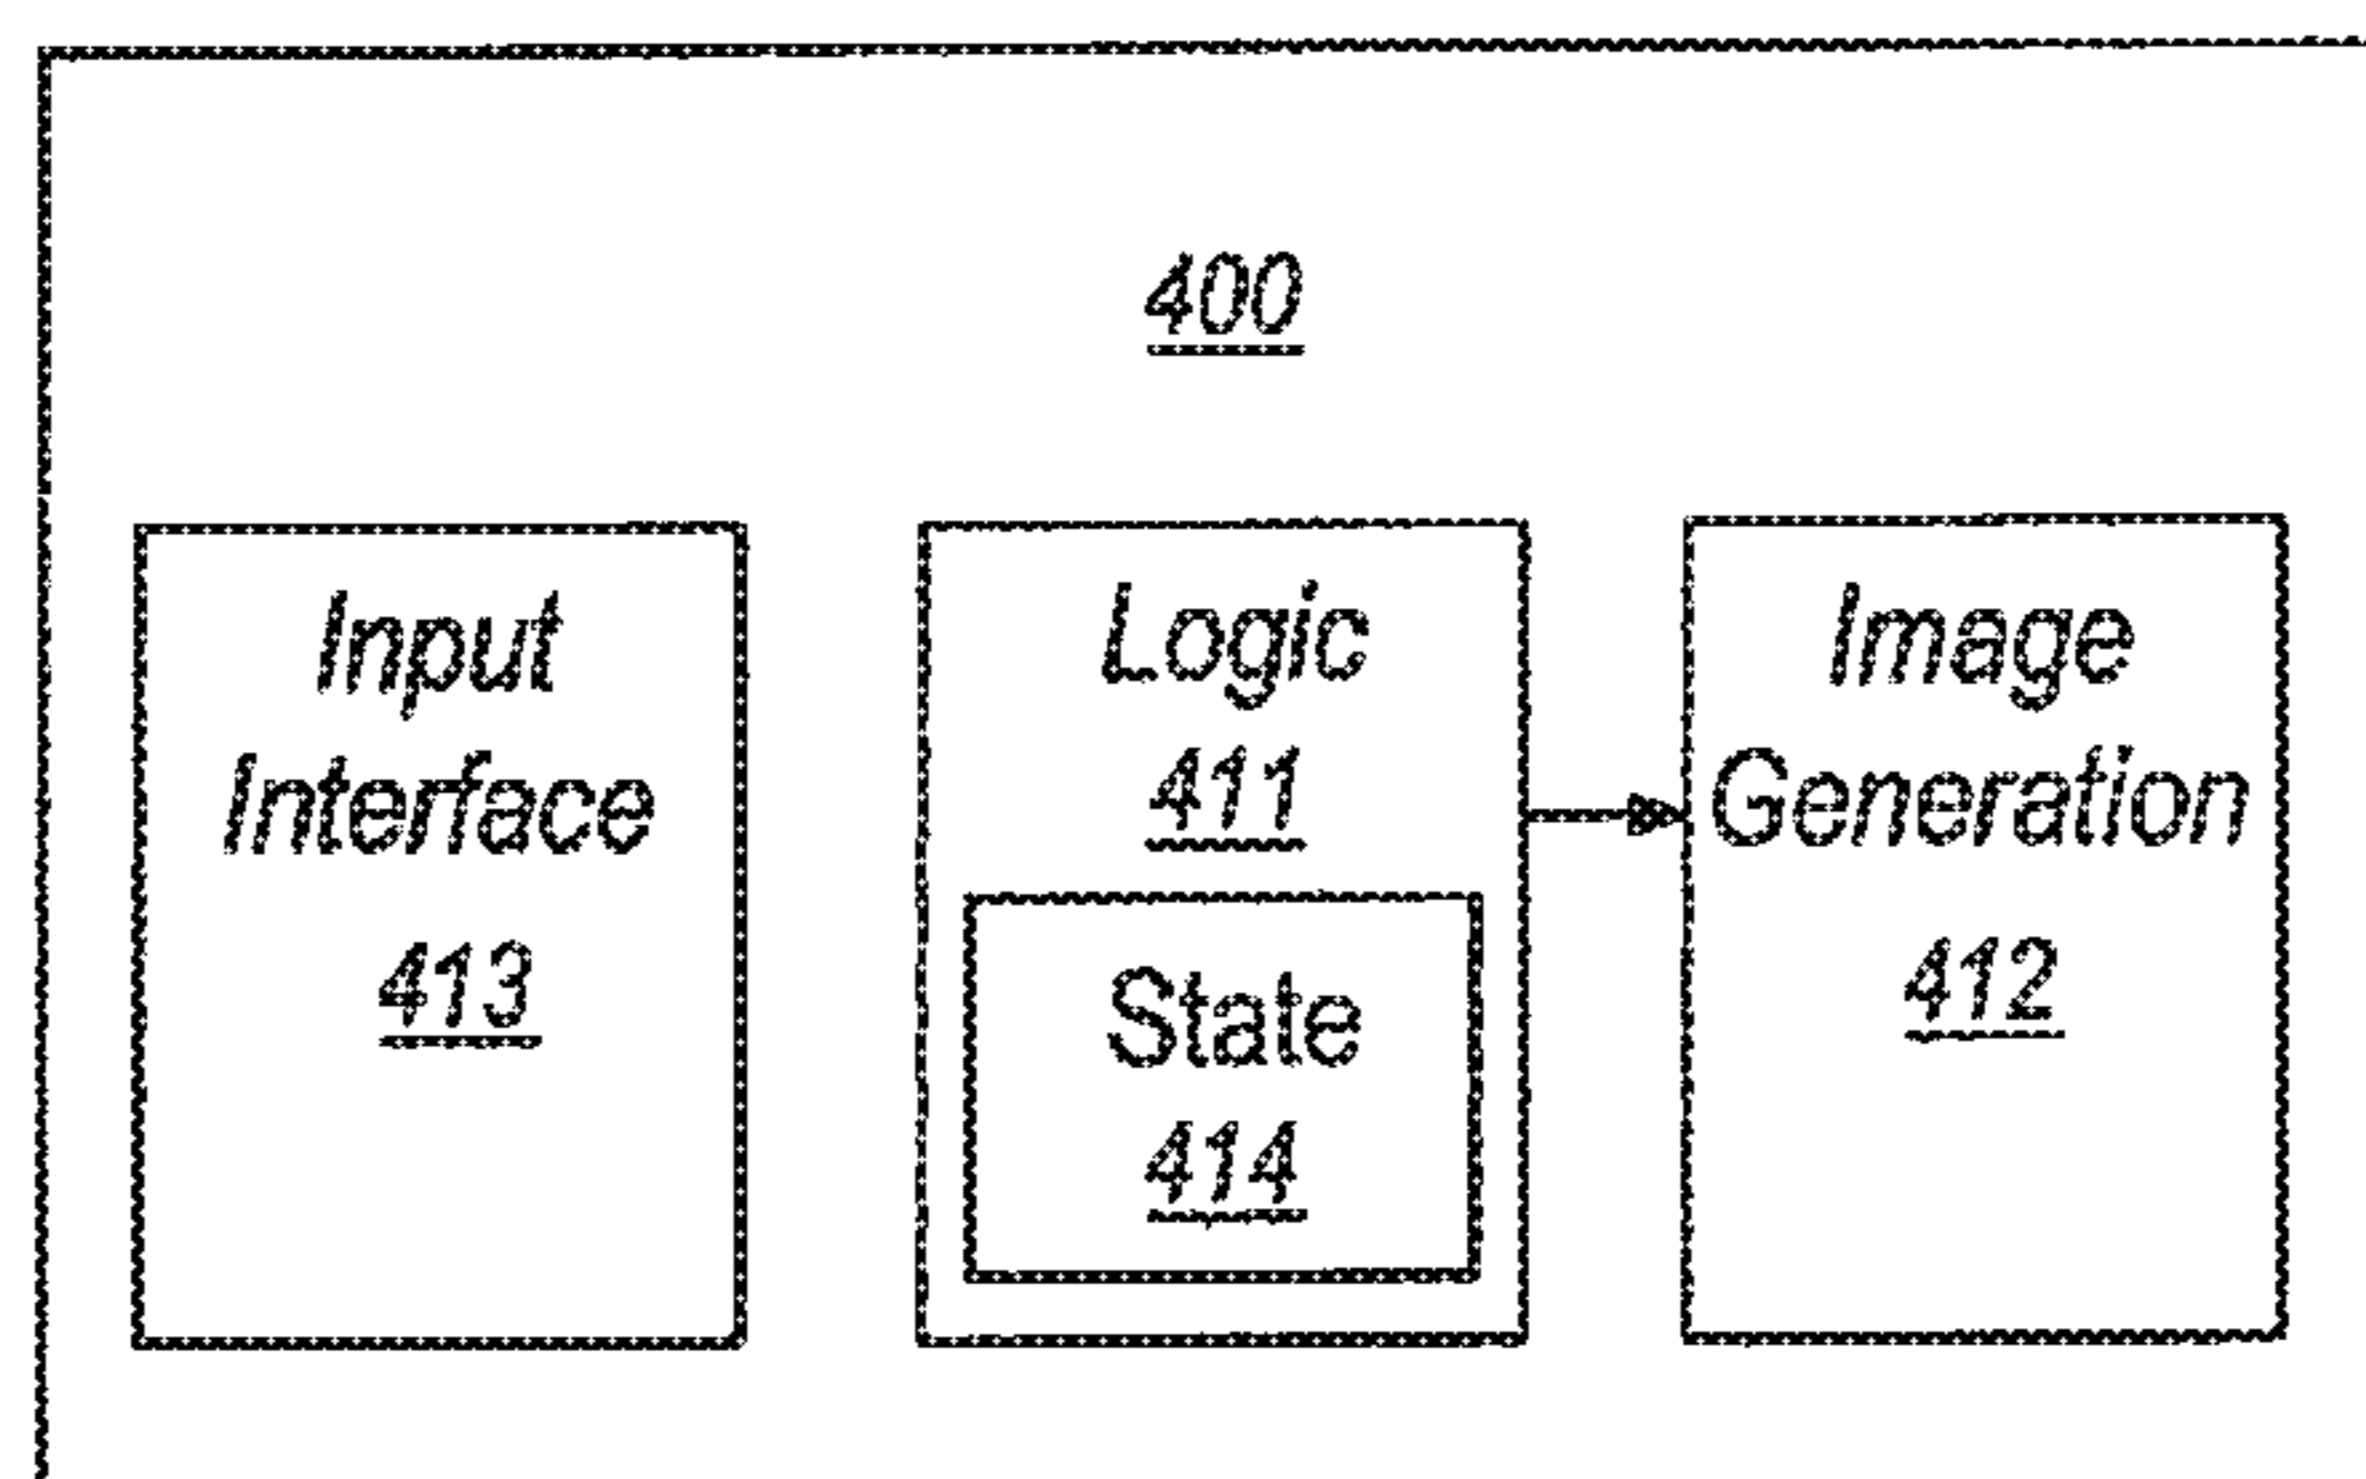 400
Input
Interface
413
Logic
411
State
414
Image
Generation
412